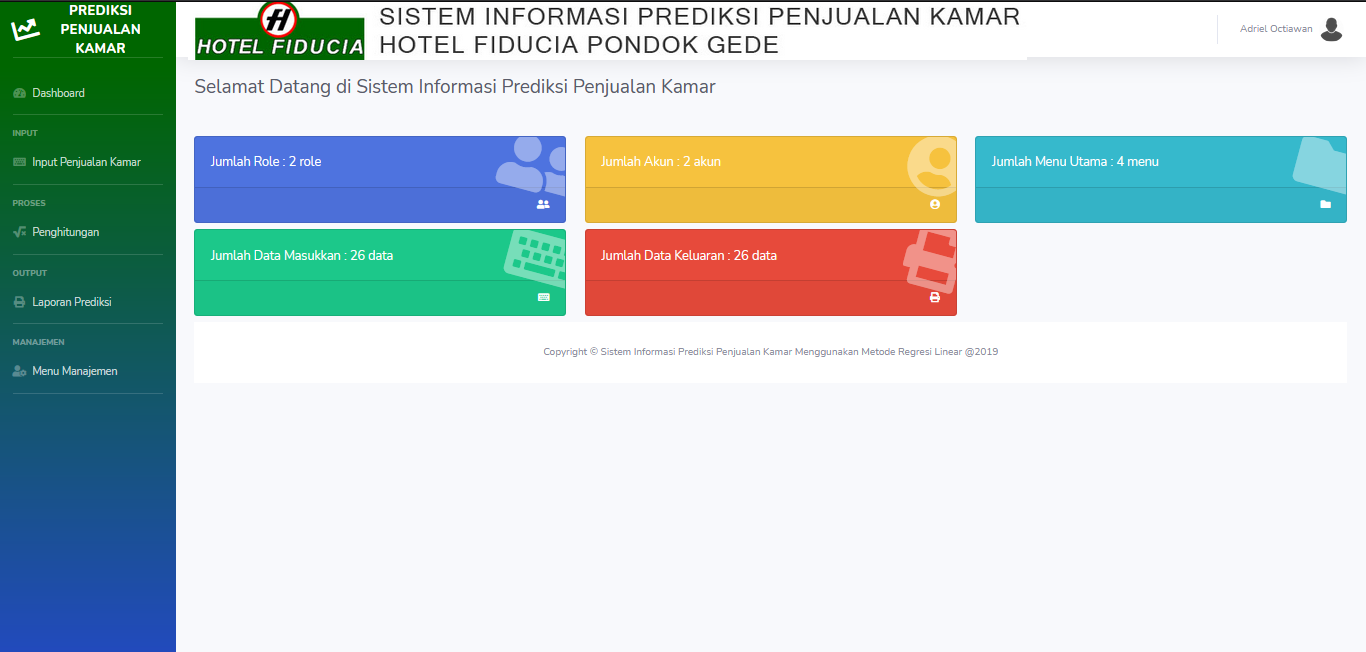 PREDIKSI
PENJUALAN
KAMAR
Dashboard
INPUT
Input Penjualan Kamar
PROSES
Penghitungan
OUTPUT
Laporan Prediksi
MANAJEMEN
Menu Manajemen
H
HOTEL FIDUCIA
SISTEM INFORMASI PREDIKSI PENJUALAN KAMAR
HOTEL FIDUCIA PONDOK GEDE
Adriel Octiawan
Selamat Datang di Sistem Informasi Prediksi Penjualan Kamar
Jumlah Role : 2 role
Jumlah Akun : 2 akun
Jumlah Menu Utama : 4 menu
Jumlah Data Masukkan : 26 data
Jumlah Data Keluaran : 26 data
Copyright © Sistem Informasi Prediksi Penjualan Kamar Menggunakan Metode Regresi Linear @2019